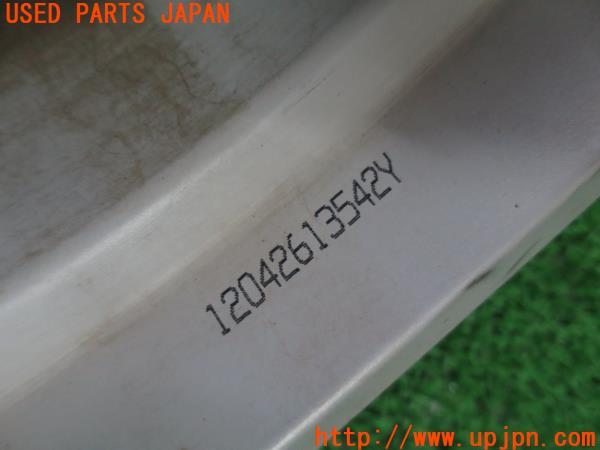 USED PARTS JAPAN
12042613542Y
http://www.upjpn.com